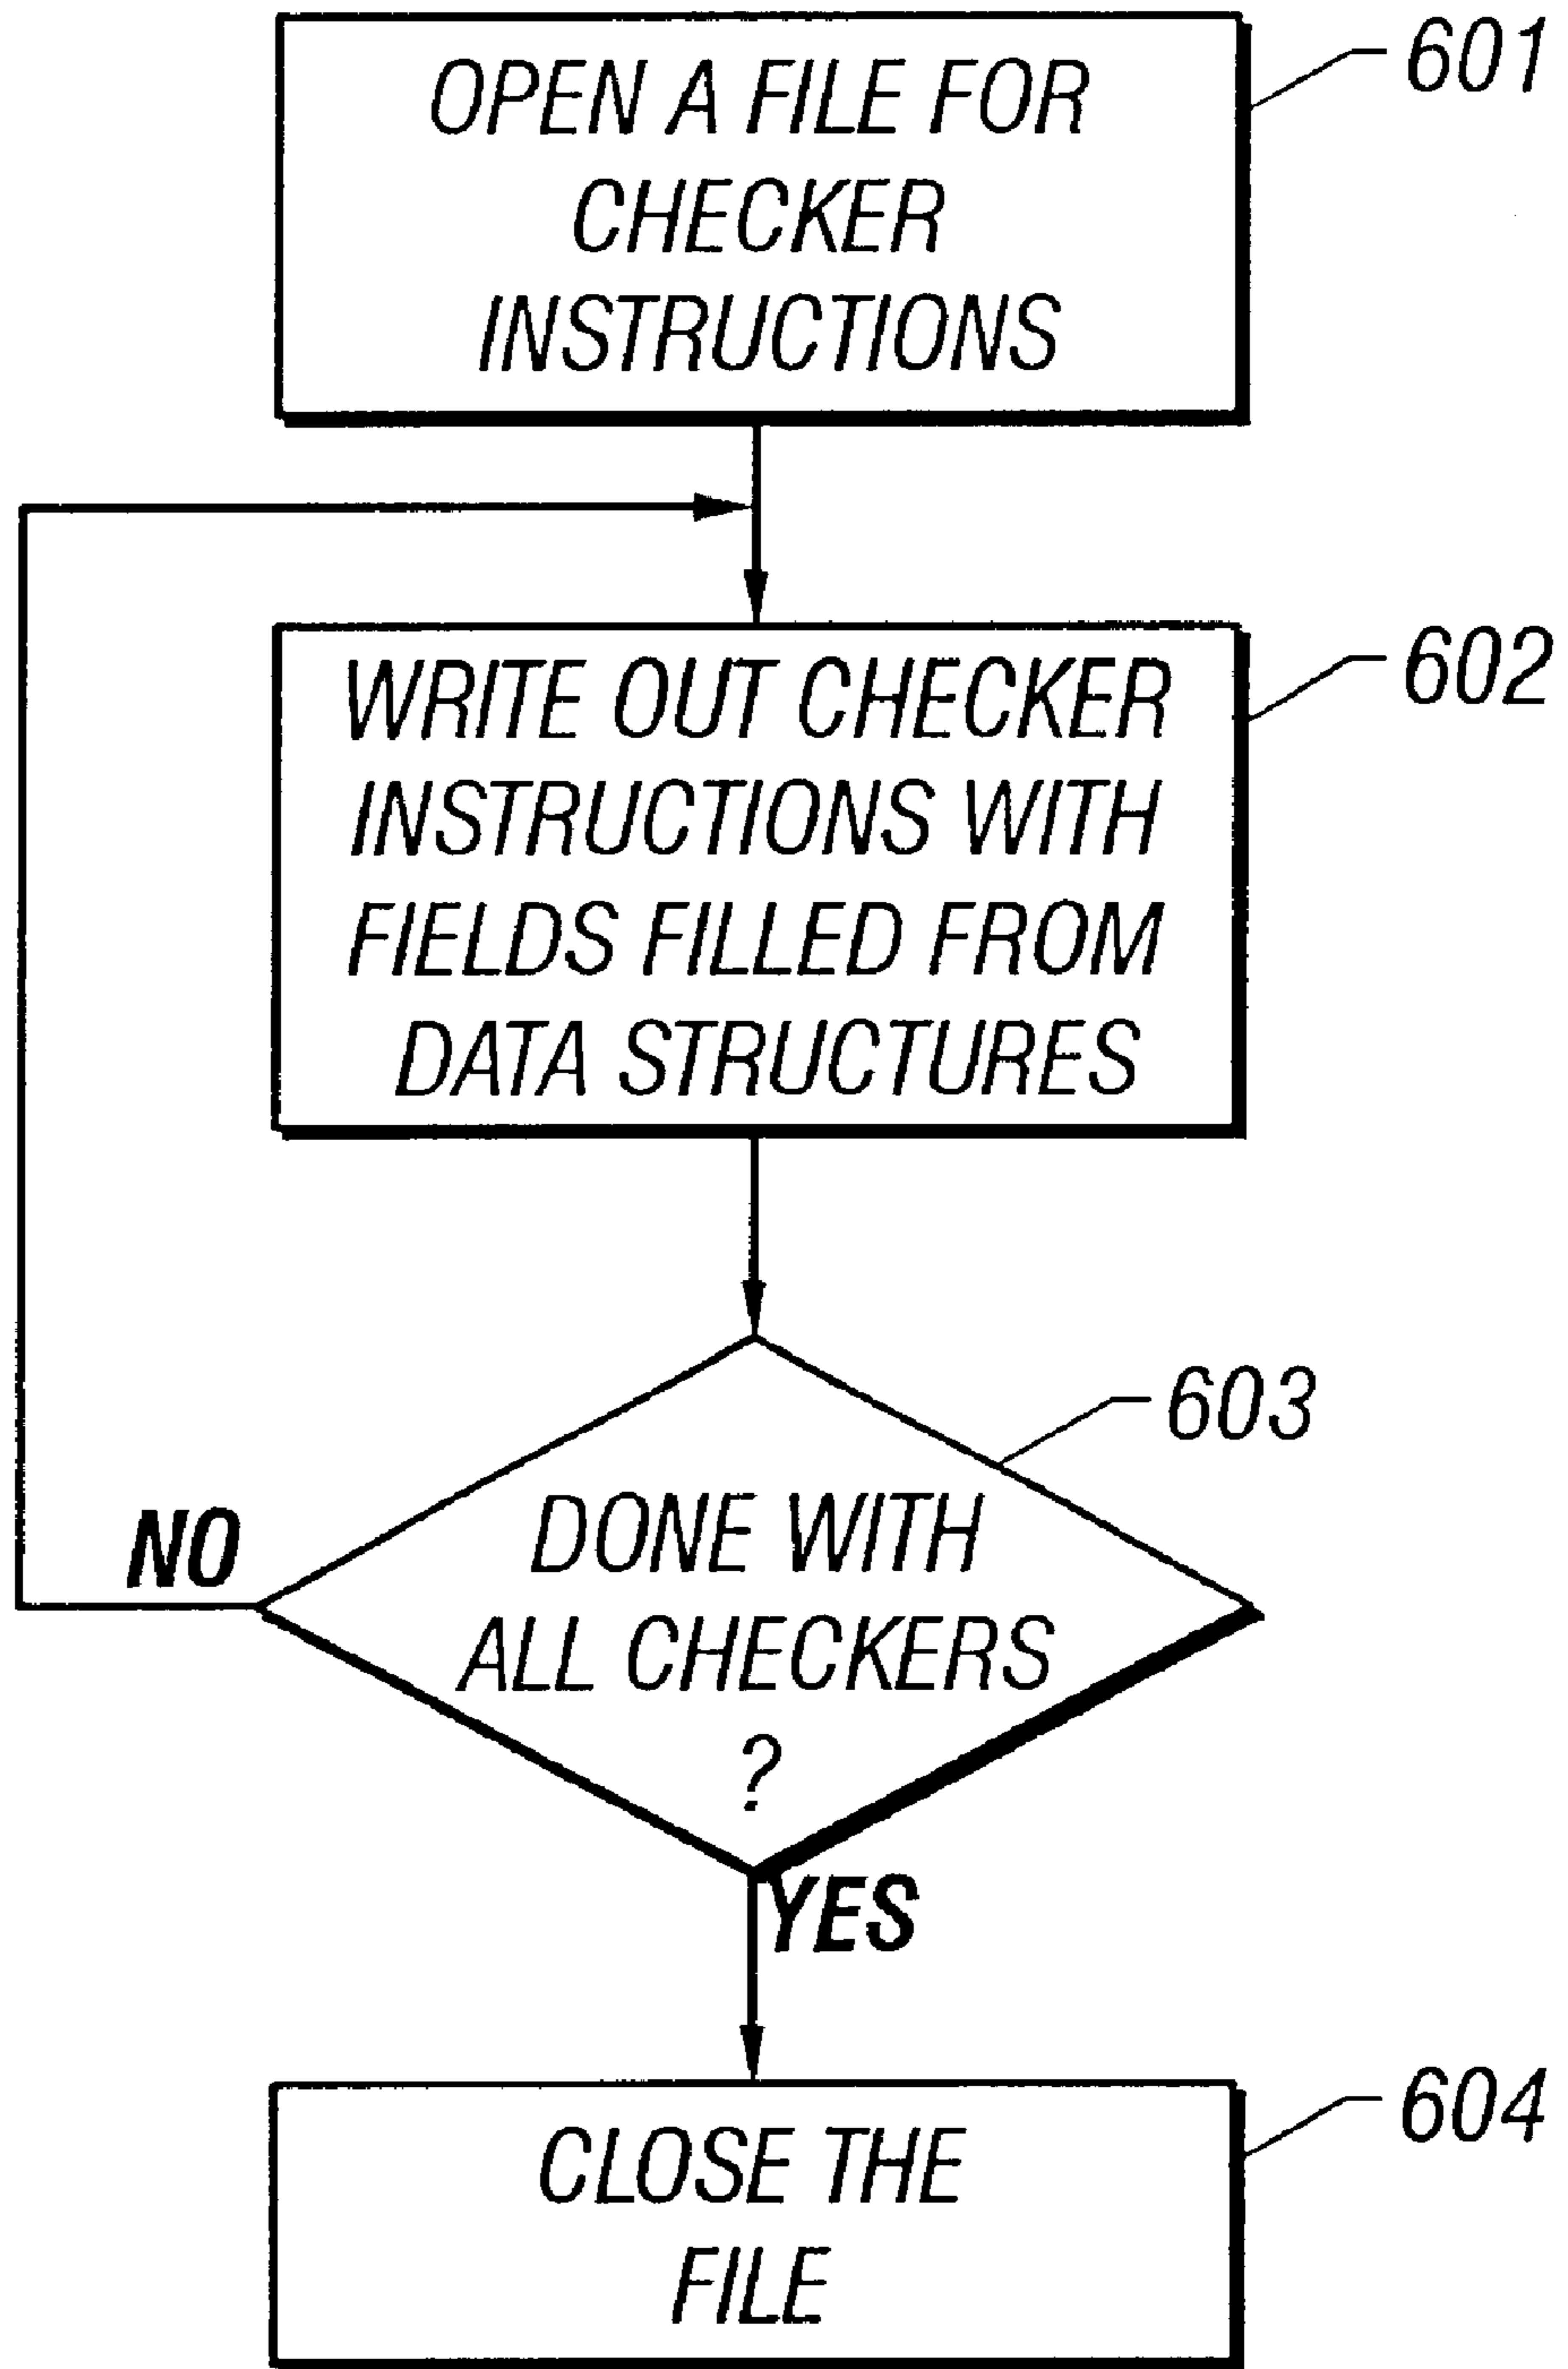 601
OPEN A FILE FOR
CHECKER
INSTRUCTIONS
602
WRITE OUT CHECKER
INSTRUCTIONS WITH
FIELDS FILLED FROM
DATA STRUCTURES
603
DONE WITH
ALL CHECKERS
?
NO
YES
604
CLOSE THE
FILE